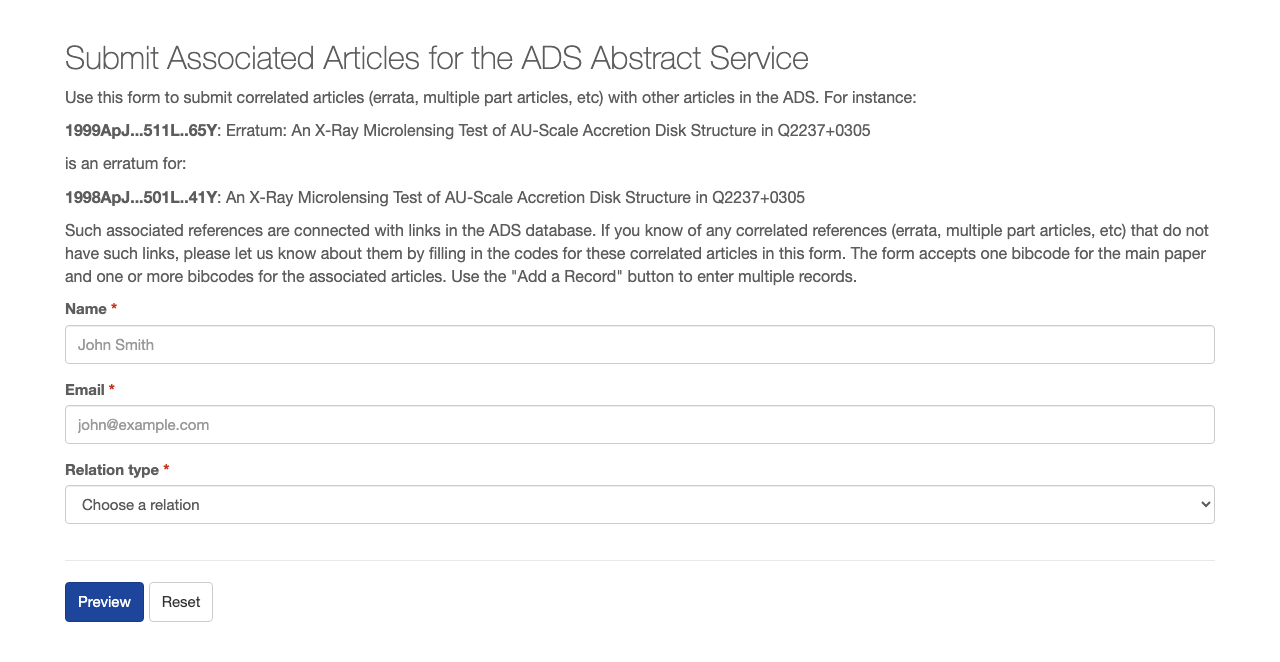 Submit Associated Articles for the ADS Abstract Service
Use this form to submit correlated articles (errata, multiple part articles, etc) with other articles in the ADS. For instance:
1999ApJ...511L..65Y: Erratum: An X-Ray Microlensing Test of AU-Scale Accretion Disk Structure in Q2237+0305
is an erratum for:
1998ApJ...501L..41Y: An X-Ray Microlensing Test of AU-Scale Accretion Disk Structure in Q2237+0305
Such associated references are connected with links in the ADS database. If you know of any correlated references (errata, multiple part articles, etc) that do not
have such links, please let us know about them by filling in the codes for these correlated articles in this form. The form accepts one bibcode for the main paper
and one or more bibcodes for the associated articles. Use the "Add a Record" button to enter multiple records.
Name *
John Smith
Email *
john@example.com
Relation type *
Choose a relation
Preview Reset